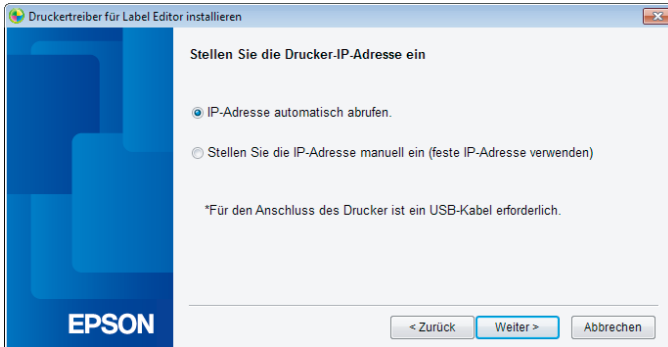 Druckertreiber für Label Editor installieren
Stellen Sie die Drucker-IP-Adresse ein
IP-Adresse automatisch abrufen.
Stellen Sie die IP-Adresse manuell ein (feste IP-Adresse verwenden)
*Für den Anschluss des Drucker ist ein USB-Kabel erforderlich.
EPSON
< Zurück Weiter > Abbrechen